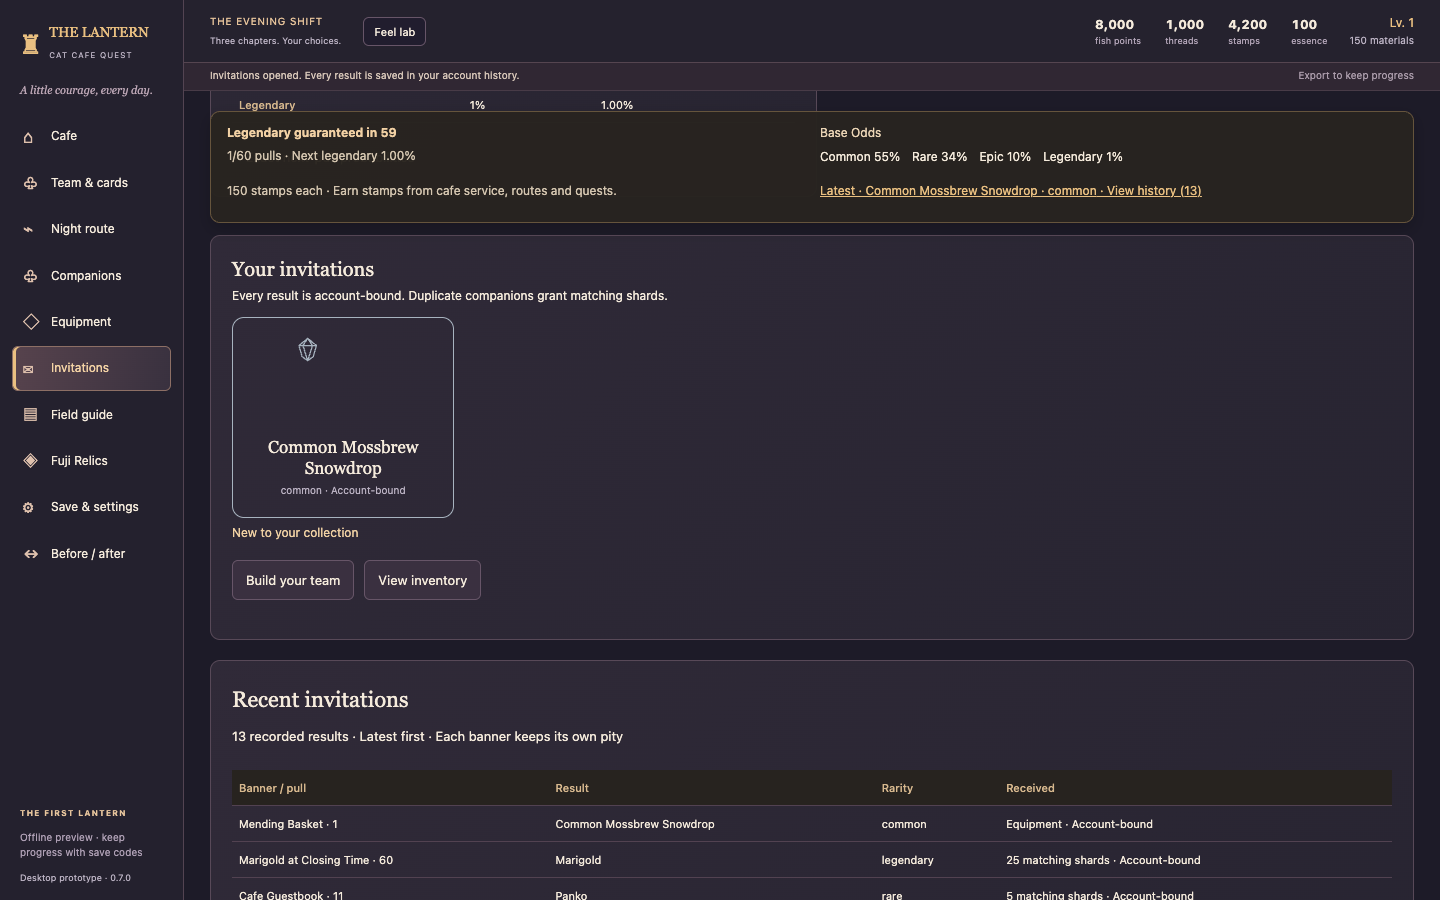 THE LANTERN
CAT CAFE QUEST
A little courage, every day.
Cafe
Team & cards
Night route
Companions
Equipment
Invitations
Field guide
Fuji Relics
Save & settings
Before / after
THE FIRST LANTERN
Offline preview · keep
progress with save codes
Desktop prototype · 0.7.0
THE EVENING SHIFT
Three chapters. Your choices.
Feel lab
8,000 fish points
1,000 threads
4,200 stamps
100 essence
Lv. 1
150 materials
Invitations opened. Every result is saved in your account history.
Export to keep progress
Legendary 1% 1.00%
Legendary guaranteed in 59
1/60 pulls · Next legendary 1.00%
150 stamps each · Earn stamps from cafe service, routes and quests.
Base Odds
Common 55% Rare 34% Epic 10% Legendary 1%
Latest · Common Mossbrew Snowdrop · common · View history (13)
Your invitations
Every result is account-bound. Duplicate companions grant matching shards.
Common Mossbrew
Snowdrop
common · Account-bound
New to your collection
Build your team
View inventory
Recent invitations
13 recorded results · Latest first · Each banner keeps its own pity
Banner / pull Result Rarity Received
Mending Basket · 1 Common Mossbrew Snowdrop common Equipment · Account-bound
Marigold at Closing Time · 60 Marigold legendary 25 matching shards · Account-bound
Cafe Guestbook · 11 Panko rare 5 matching shards · Account-bound